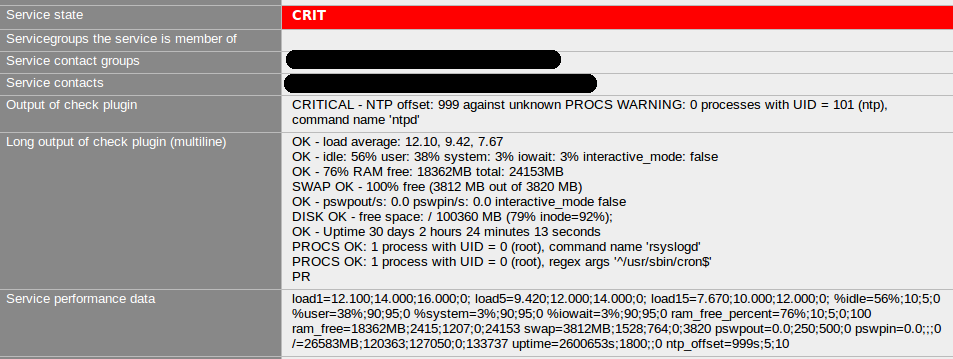 Service state CRIT
Servicegroups the service is member of
Service contact groups
Service contacts
Output of check plugin CRITICAL - NTP offset: 999 against unknown PROCS WARNING: 0 processes with UID = 101 (ntp),
command name 'ntpd'
Long output of check plugin (multiline) OK - load average: 12.10, 9.42, 7.67
OK - idle: 56% user: 38% system: 3% iowait: 3% interactive_mode: false
OK - 76% RAM free: 18362MB total: 24153MB
SWAP OK - 100% free (3812 MB out of 3820 MB)
OK - pswpout/s: 0.0 pswpin/s: 0.0 interactive_mode false
DISK OK - free space: / 100360 MB (79% inode=92%);
OK - Uptime 30 days 2 hours 24 minutes 13 seconds
PROCS OK: 1 process with UID = 0 (root), command name 'rsyslogd'
PROCS OK: 1 process with UID = 0 (root), regex args '^/usr/sbin/cron$'
PR
Service performance data load1=12.100;14.000;16.000;0; load5=9.420;12.000;14.000;0; load15=7.670;10.000;12.000;0; %idle=56%;10;5;0
%user=38%;90;95;0 %system=3%;90;95;0 %iowait=3%;90;95;0 ram_free_percent=76%;10;5;0;100
ram_free=18362MB;2415;1207;0;24153 swap=3812MB;1528;764;0;3820 pswpout=0.0;250;500;0 pswpin=0.0;;;0
/=26583MB;120363;127050;0;133737 uptime=2600653s;1800;;0 ntp_offset=999s;5;10